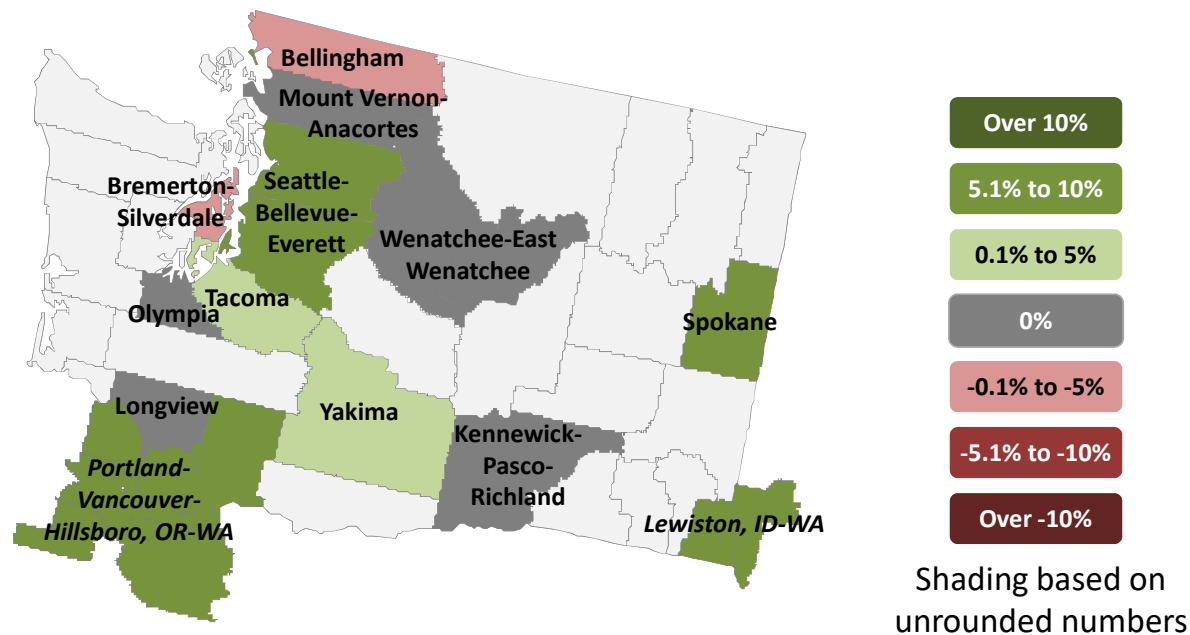 Bellingham
Mount Vernon-
Anacortes
Bremerton-
Silverdale
Seattle-
Bellevue-
Everett
Wenatchee-East
Wenatchee
Tacoma
Olympia
Spokane
Longview
Yakima
Kennewick-
Pasco-
Richland
Portland-
Vancouver-
Hillsboro, OR-WA
Lewiston, ID-WA
Over 10%
5.1% to 10%
0.1% to 5%
0%
-0.1% to -5%
-5.1% to -10%
Over -10%
Shading based on
unrounded numbers